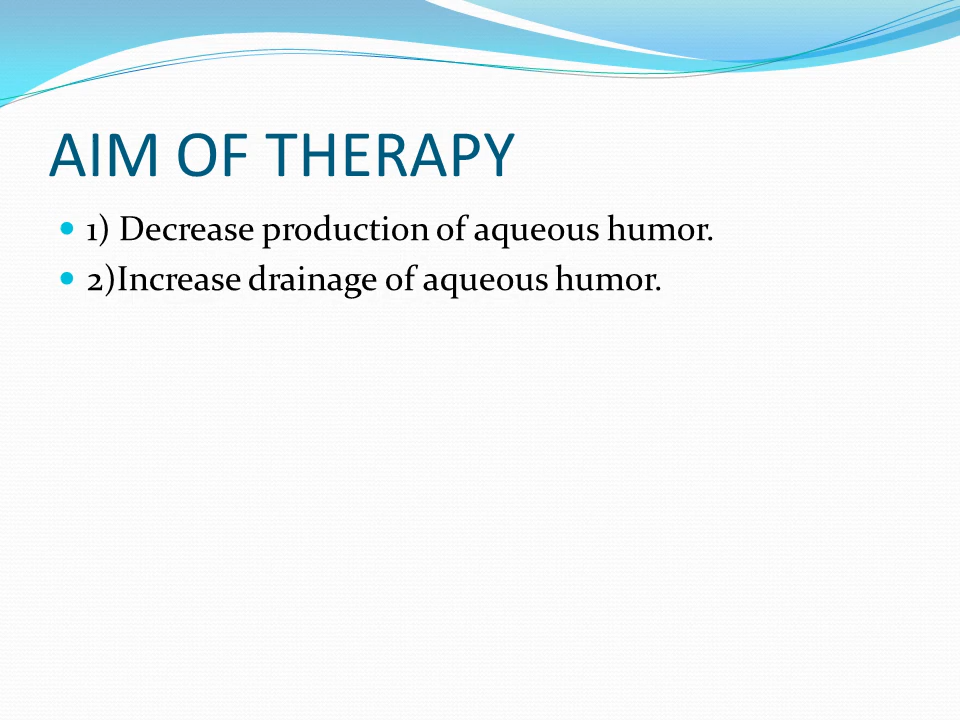 AIM OF THERAPY
• 1) Decrease production of aqueous humor.
• 2)Increase drainage of aqueous humor.